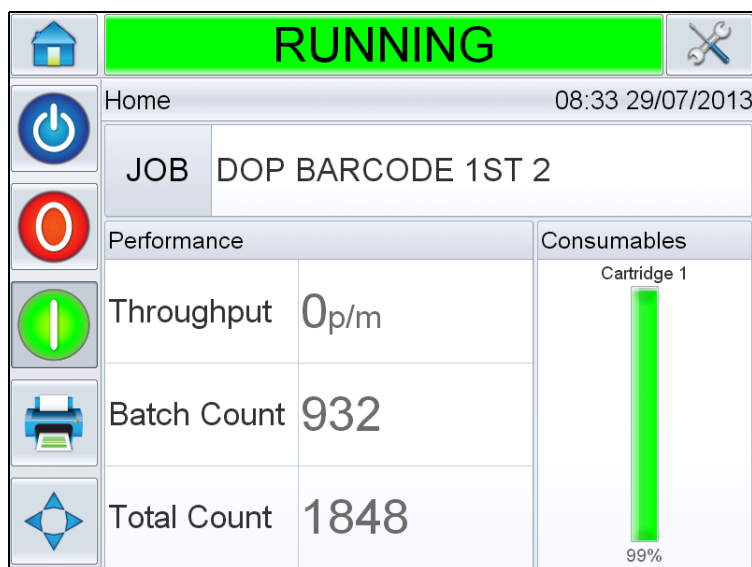 RUNNING
Home 08:33 29/07/2013
JOB DOP BARCODE 1ST 2
Performance Consumables
Cartridge 1
Throughput 0p/m
Batch Count 932
Total Count 1848
99%